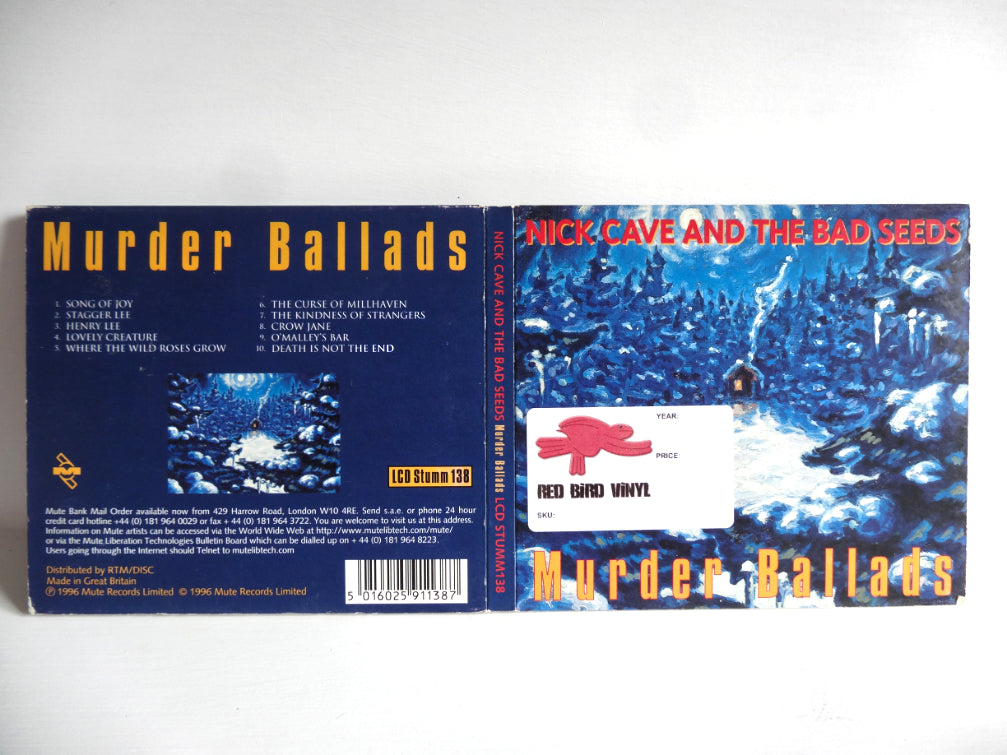 Murder Ballads
1. SONG OF JOY
2. STAGGER LEE
3. HENRY LEE
4. LOVELY CREATURE
5. WHERE THE WILD ROSES GROW
6. THE CURSE OF MILLHAVEN
7. THE KINDNESS OF STRANGERS
8. CROW JANE
9. O'MALLEY'S BAR
10. DEATH IS NOT THE END
LCD Stumm 138
Mute Bank Mail Order available now from 429 Harrow Road, London W10 4RE. Send s.a.e. or phone 24 hour
credit card hotline +44 (0) 181 964 0029 or fax + 44 (0) 181 964 3722. You are welcome to visit us at this address.
Information on Mute artists can be accessed via the World Wide Web at http://www.mutelibtech.com/mute/
or via the Mute Liberation Technologies Bulletin Board which can be dialled up on + 44 (0) 181 964 8223.
Users going through the Internet should Telnet to mutelibtech.com
Distributed by RTM/DISC
Made in Great Britain
℗ 1996 Mute Records Limited © 1996 Mute Records Limited
5 016025 911387
NICK CAVE AND THE BAD SEEDS Murder Ballads LCD STUMM138
NICK CAVE AND THE BAD SEEDS
YEAR:
PRICE:
RED BIRD VINYL
SKU:
Murder Ballads